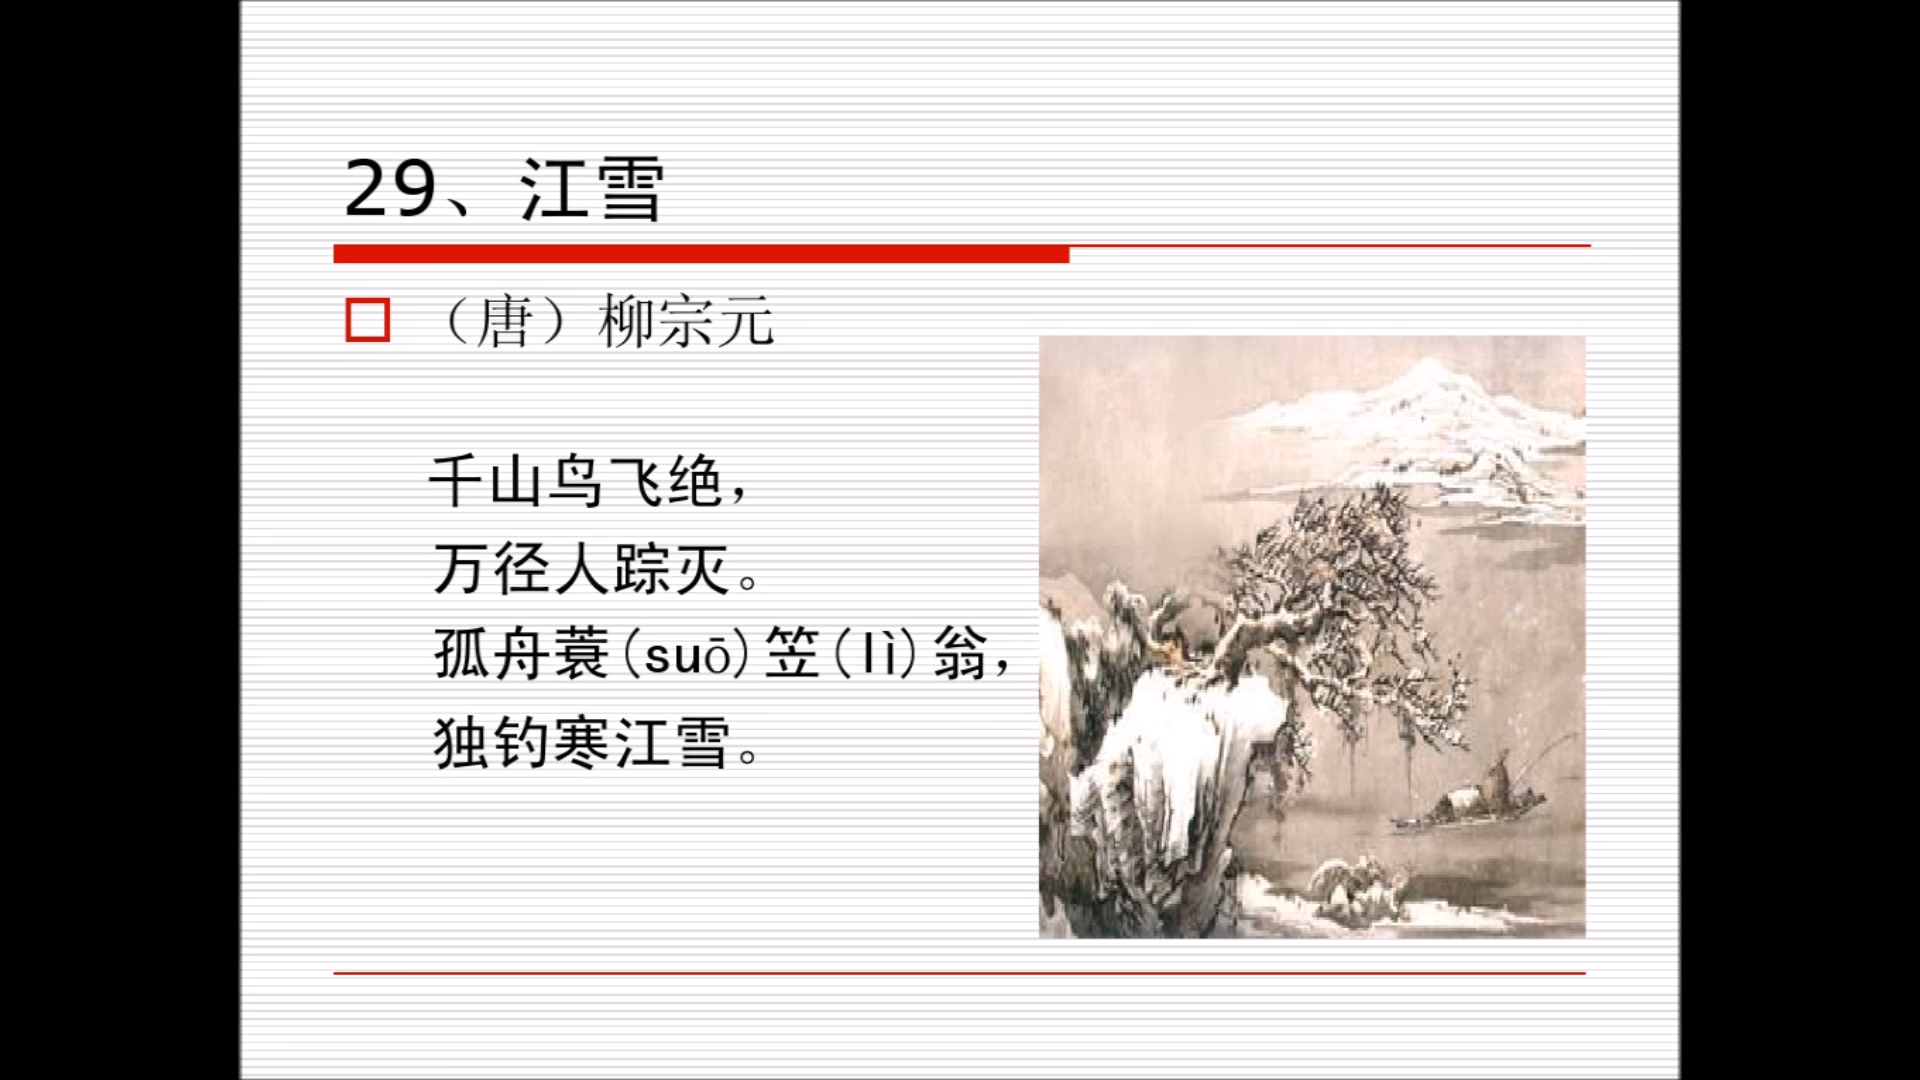 29、江雪
（唐）柳宗元
千山鸟飞绝，
万径人踪灭。
孤舟蓑(suō)笠(lì)翁，
独钓寒江雪。